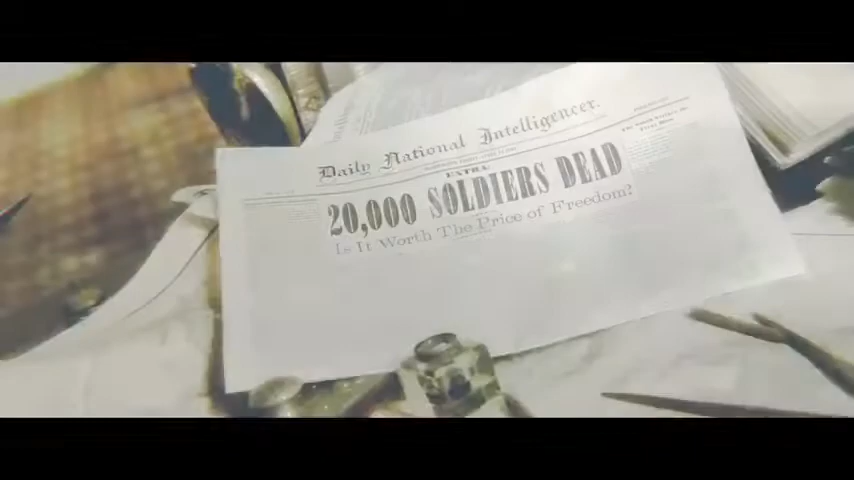 Daily National Intelligencer.
EXTRA
20,000 SOLDIERS DEAD
Is It Worth The Price of Freedom?